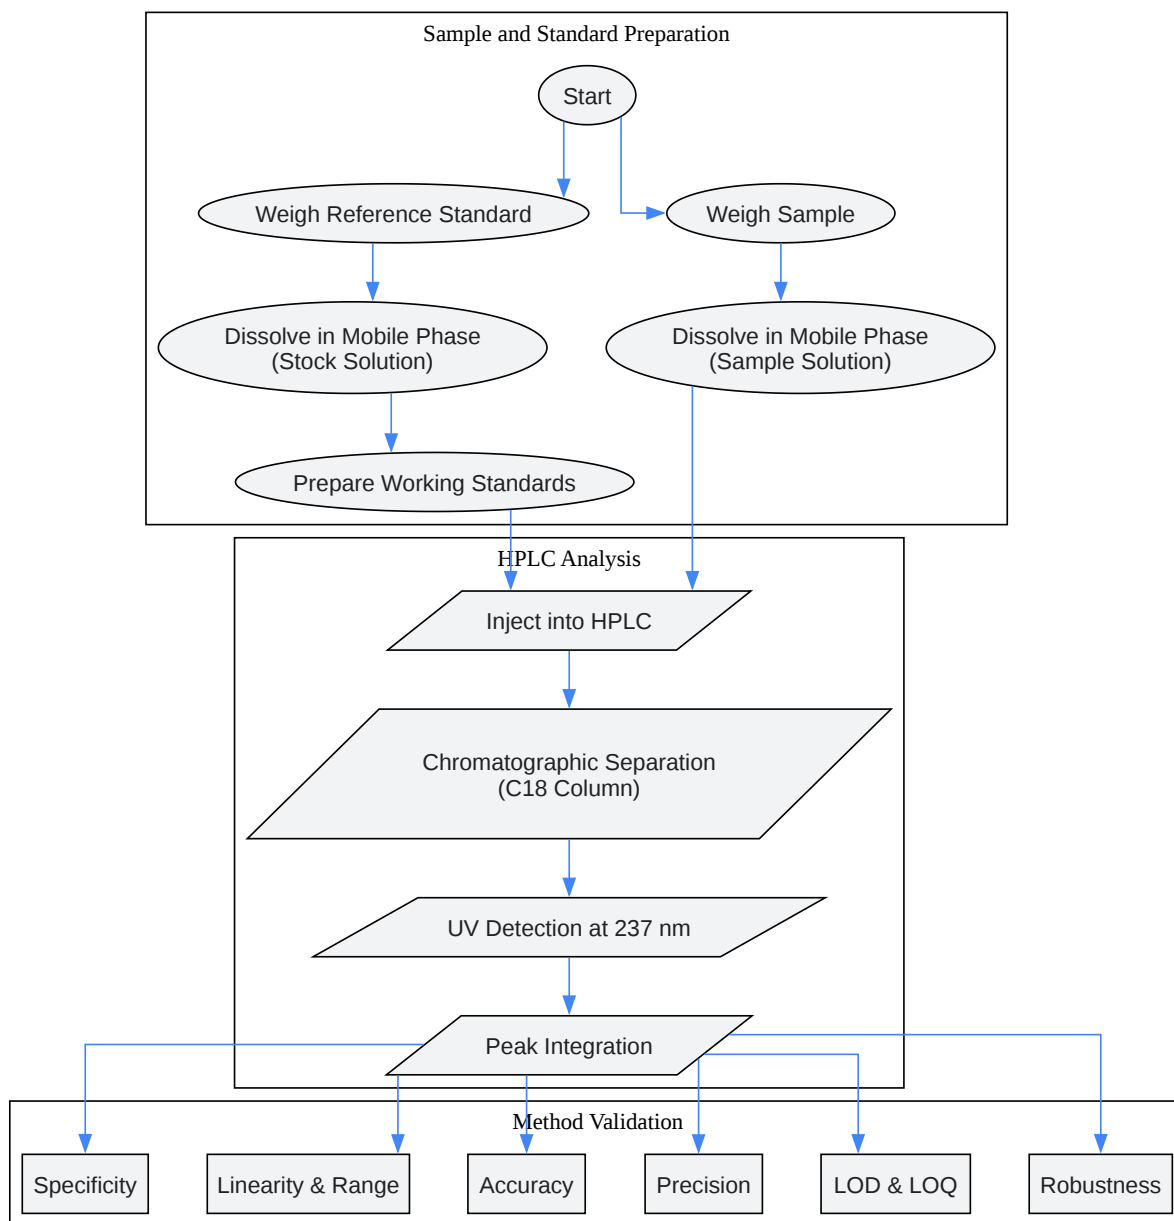 Sample and Standard Preparation
Start
Weigh Reference Standard
Weigh Sample
Dissolve in Mobile Phase
(Stock Solution)
Dissolve in Mobile Phase
(Sample Solution)
Prepare Working Standards
HPLC Analysis
Inject into HPLC
Chromatographic Separation
(C18 Column)
UV Detection at 237 nm
Peak Integration
Method Validation
Specificity
Linearity & Range
Accuracy
Precision
LOD & LOQ
Robustness